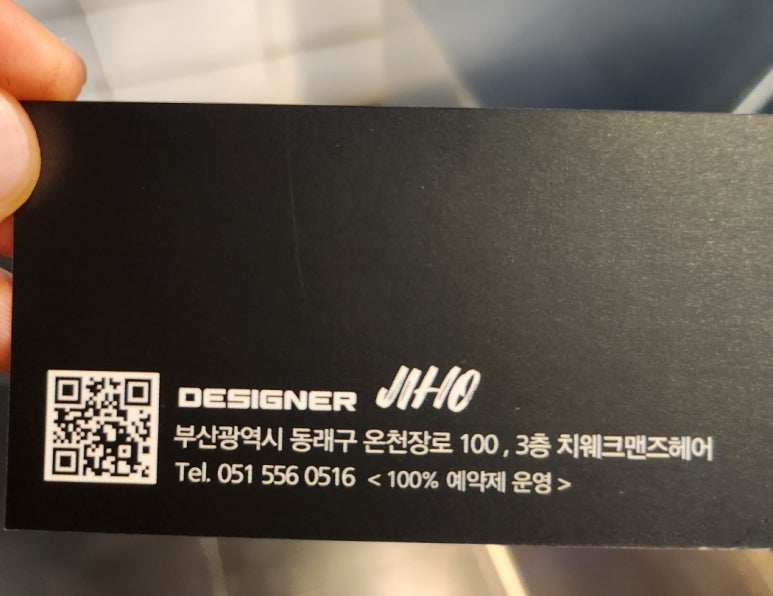 DESIGNER JIHO
부산광역시 동래구 온천장로 100 , 3층 치웨크맨즈헤어
Tel. 051 556 0516 < 100% 예약제 운영 >